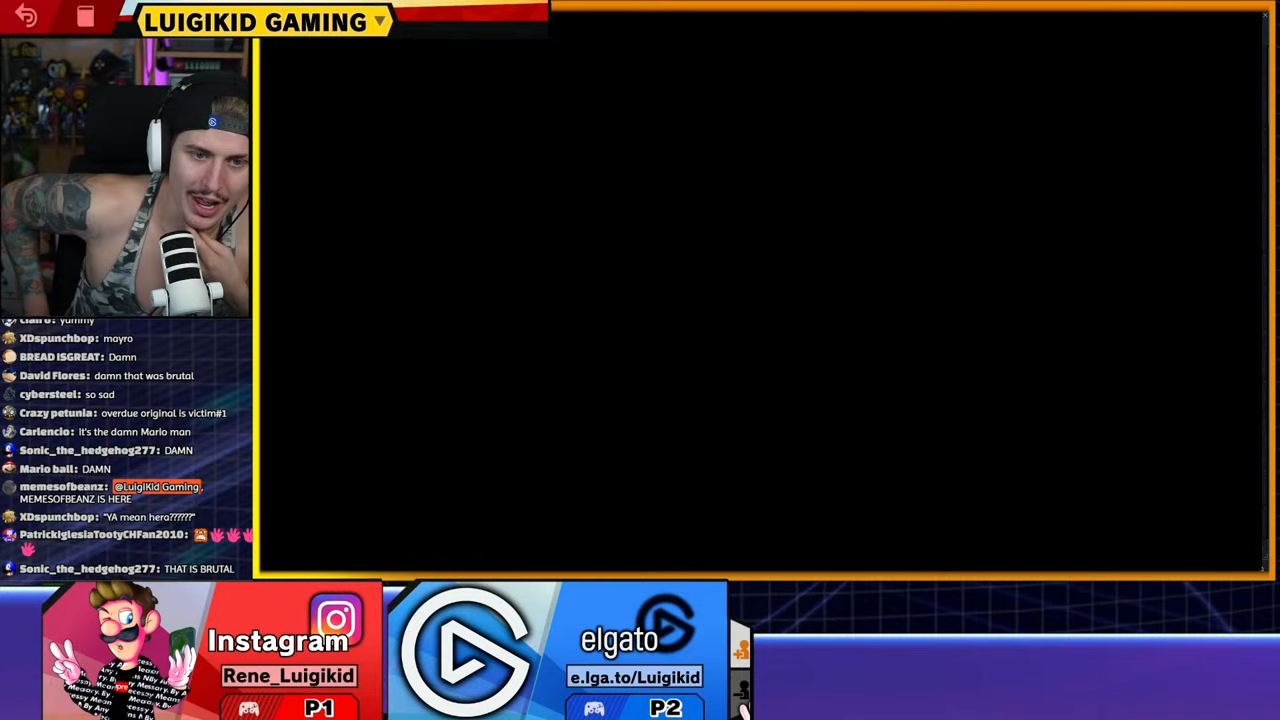 LUIGIKID GAMING
yummy
XDspunchbop: mayro
BREAD ISGREAT: Damn
David Flores: damn that was brutal
cybersteel: so sad
Crazy petunia: overdue original is victim#1
Carlencio: it's the damn Mario man
Sonic_the_hedgehog277: DAMN
Mario ball: DAMN
memesofbeanz: @LuigiKid Gaming,
MEMESOFBEANZ IS HERE
XDspunchbop: "YA mean hera??????"
PatrickIglesiaTootyCHFan2010:
Sonic_the_hedgehog277: THAT IS BRUTAL
Instagram
Rene_Luigikid
P1
elgato
e.lga.to/Luigikid
P2